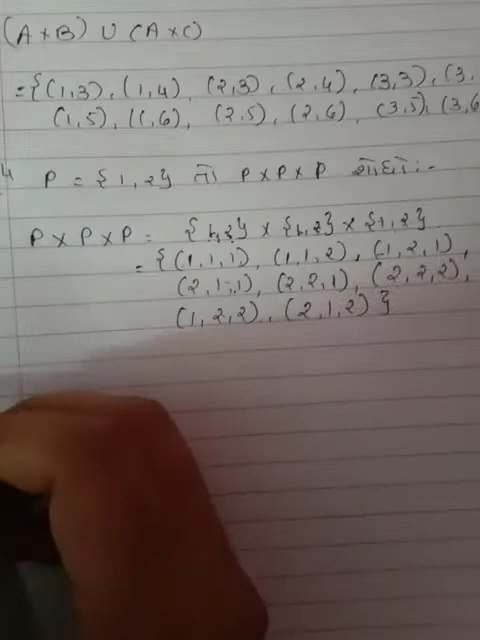 (A × B) ∪ (A × C)
= {(1,3), (1,4), (2,3), (2,4), (3,3), (3,
(1,5), (1,6), (2,5), (2,6), (3,5), (3,6
P = {1, 2} તો P × P × P શોધો :-
P × P × P = {1,2} × {1,2} × {1,2}
= {(1,1,1), (1,1,2), (1,2,1),
(2,1,1), (2,2,1), (2,2,2),
(1,2,2), (2,1,2)}